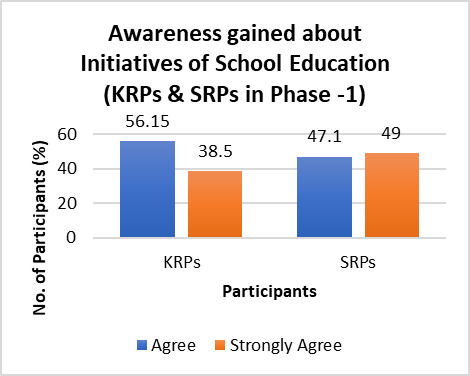 Awareness gained about
Initiatives of School Education
(KRPs & SRPs in Phase -1)
No. of Participants (%)
60
40
20
0
56.15
38.5
47.1
49
KRPs
SRPs
Participants
Agree
Strongly Agree